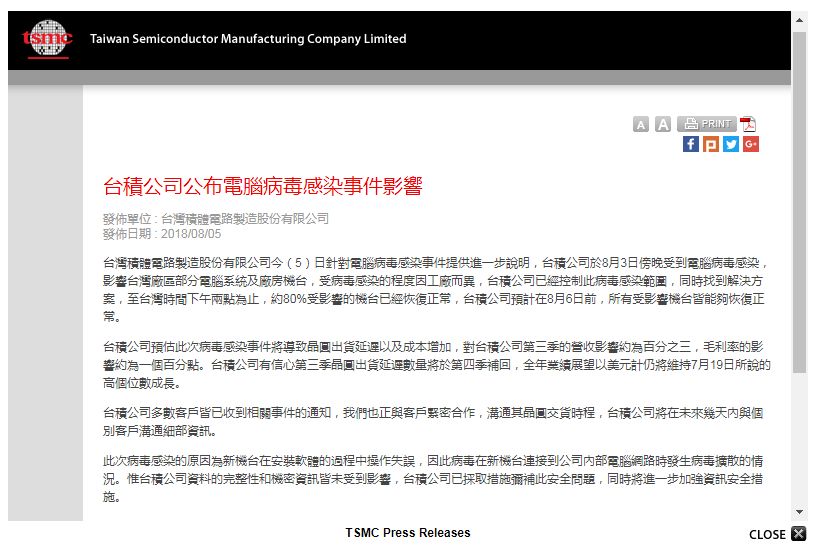 tsmc
Taiwan Semiconductor Manufacturing Company Limited
A A PRINT
f P G+
台積公司公布電腦病毒感染事件影響
發佈單位 : 台灣積體電路製造股份有限公司
發佈日期 : 2018/08/05
台灣積體電路製造股份有限公司今（5）日針對電腦病毒感染事件提供進一步說明，台積公司於8月3日傍晚受到電腦病毒感染，
影響台灣廠區部分電腦系統及廠房機台，受病毒感染的程度因工廠而異，台積公司已經控制此病毒感染範圍，同時找到解決方
案，至台灣時間下午兩點為止，約80%受影響的機台已經恢復正常，台積公司預計在8月6日前，所有受影響機台皆能夠恢復正
常。
台積公司預估此次病毒感染事件將導致晶圓出貨延遲以及成本增加，對台積公司第三季的營收影響約為百分之三，毛利率的影
響約為一個百分點。台積公司有信心第三季晶圓出貨延遲數量將於第四季補回，全年業績展望以美元計仍將維持7月19日所說的
高個位數成長。
台積公司多數客戶皆已收到相關事件的通知，我們也正與客戶緊密合作，溝通其晶圓交貨時程，台積公司將在未來幾天內與個
別客戶溝通細部資訊。
此次病毒感染的原因為新機台在安裝軟體的過程中操作失誤，因此病毒在新機台連接到公司內部電腦網路時發生病毒擴散的情
況。惟台積公司資料的完整性和機密資訊皆未受到影響，台積公司已採取措施彌補此安全問題，同時將進一步加強資訊安全措
施。
TSMC Press Releases
CLOSE X